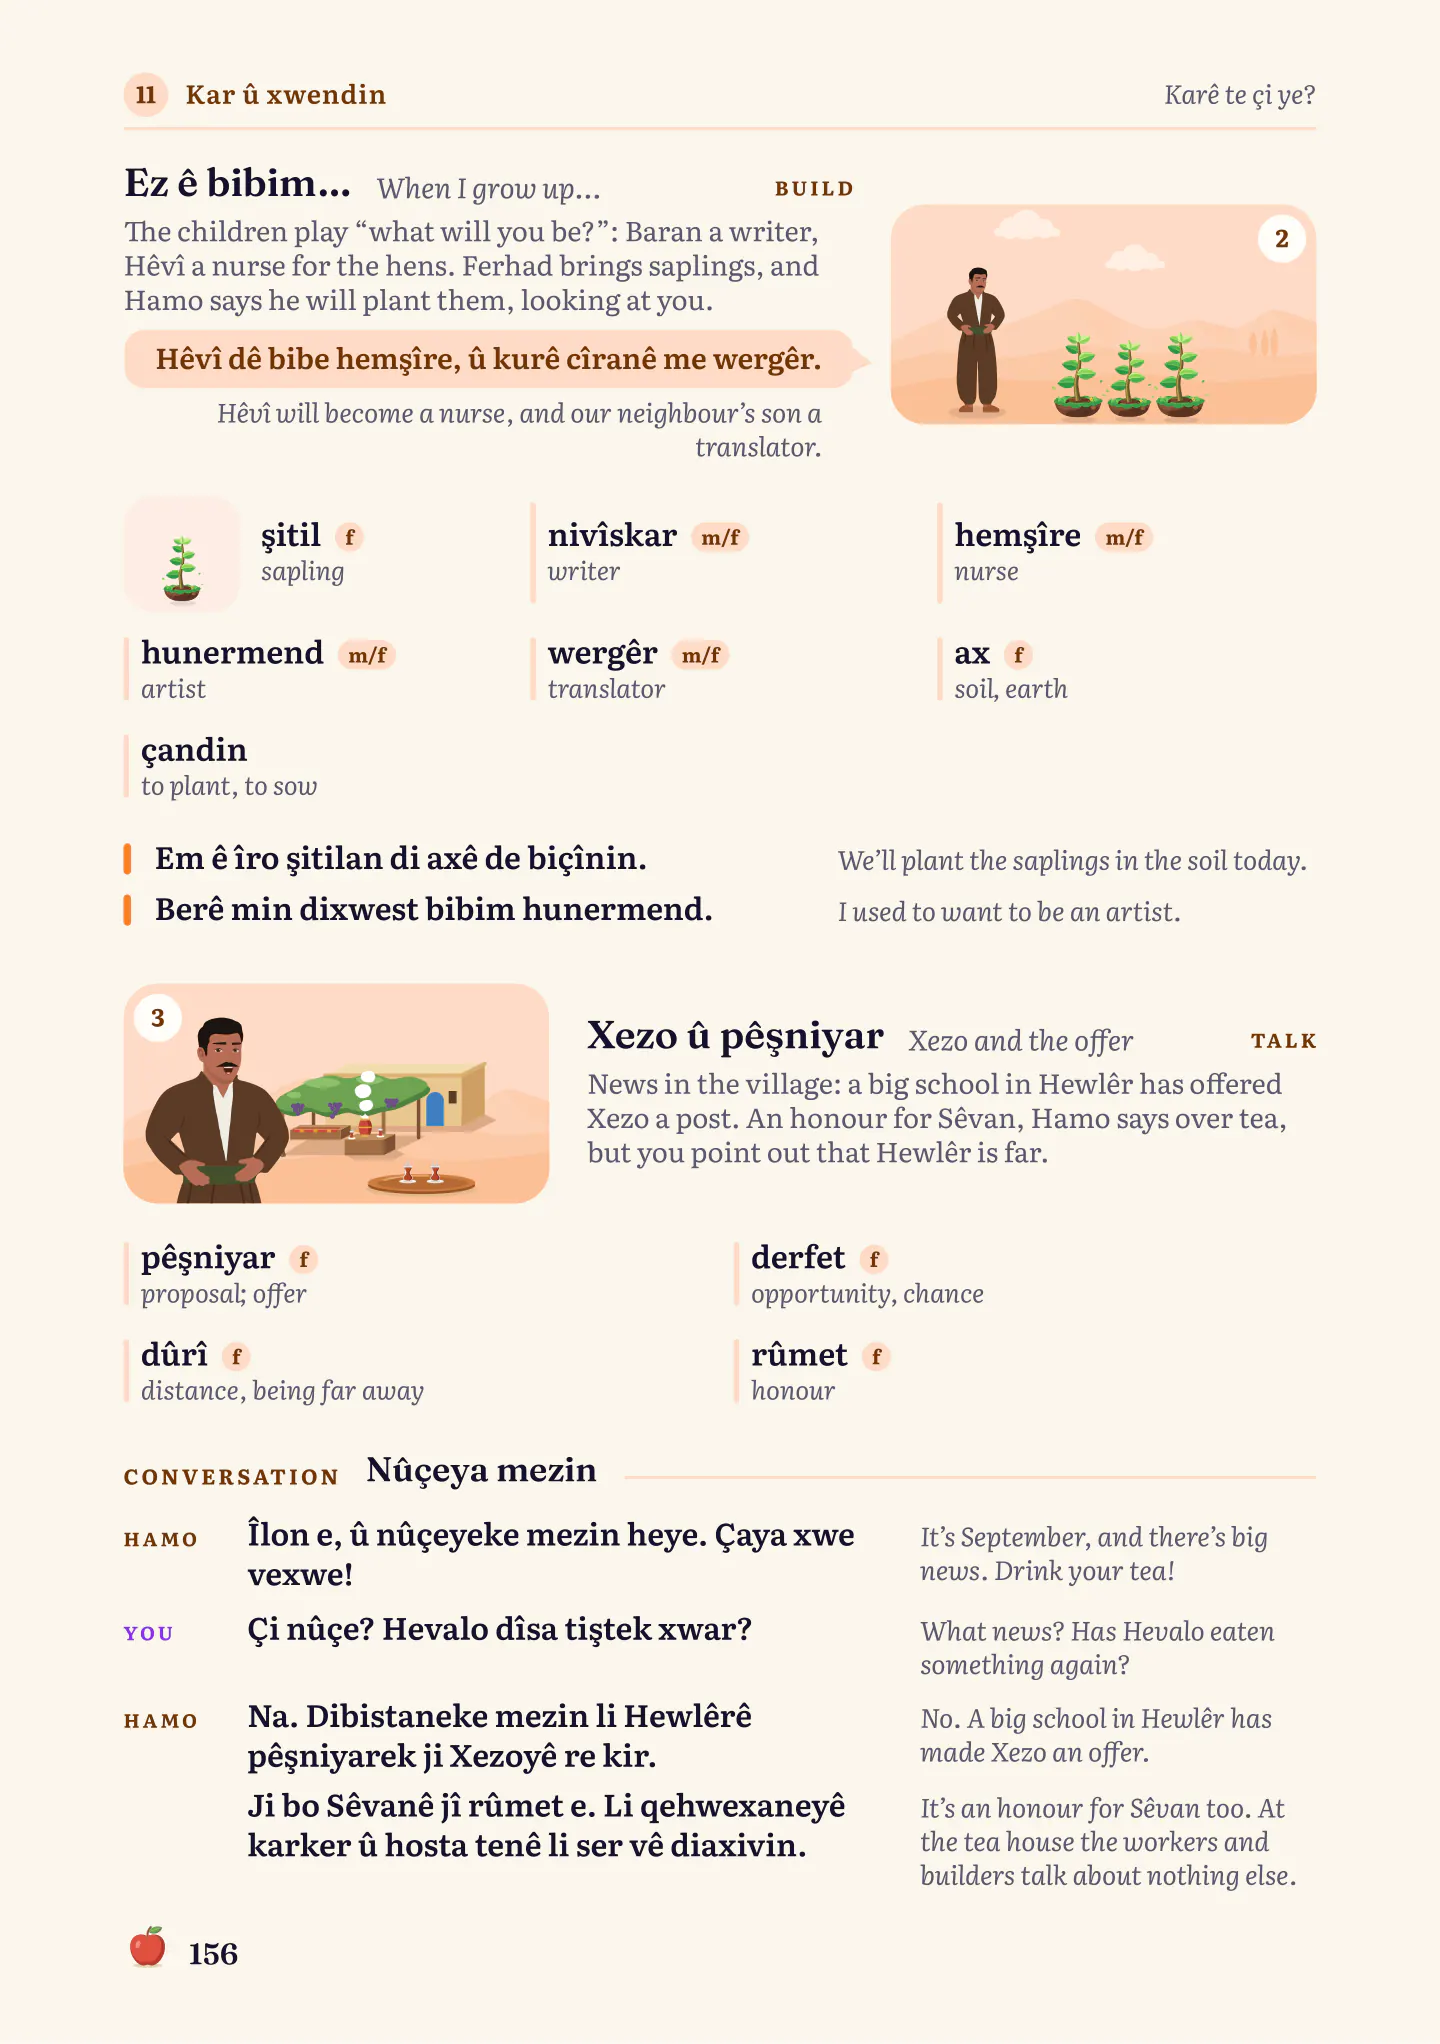 11 Kar û xwendin
Karê te çi ye?
Ez ê bibim… When I grow up… BUILD
The children play “what will you be?”: Baran a writer,
Hêvî a nurse for the hens. Ferhad brings saplings, and
Hamo says he will plant them, looking at you.
Hêvî dê bibe hemşîre, û kurê cîranê me wergêr.
Hêvî will become a nurse, and our neighbour’s son a
translator.
2
şitil f
sapling
nivîskar m/f
writer
hemşîre m/f
nurse
hunermend m/f
artist
wergêr m/f
translator
ax f
soil, earth
çandin
to plant, to sow
Em ê îro şitilan di axê de biçînin. We’ll plant the saplings in the soil today.
Berê min dixwest bibim hunermend. I used to want to be an artist.
3
Xezo û pêşniyar Xezo and the offer TALK
News in the village: a big school in Hewlêr has offered
Xezo a post. An honour for Sêvan, Hamo says over tea,
but you point out that Hewlêr is far.
pêşniyar f
proposal; offer
derfet f
opportunity, chance
dûrî f
distance, being far away
rûmet f
honour
CONVERSATION Nûçeya mezin
HAMO
Îlon e, û nûçeyeke mezin heye. Çaya xwe
vexwe!
It’s September, and there’s big
news. Drink your tea!
YOU
Çi nûçe? Hevalo dîsa tiştek xwar?
What news? Has Hevalo eaten
something again?
HAMO
Na. Dibistaneke mezin li Hewlêrê
pêşniyarek ji Xezoyê re kir.
No. A big school in Hewlêr has
made Xezo an offer.
Ji bo Sêvanê jî rûmet e. Li qehwexaneyê
karker û hosta tenê li ser vê diaxivin.
It’s an honour for Sêvan too. At
the tea house the workers and
builders talk about nothing else.
156